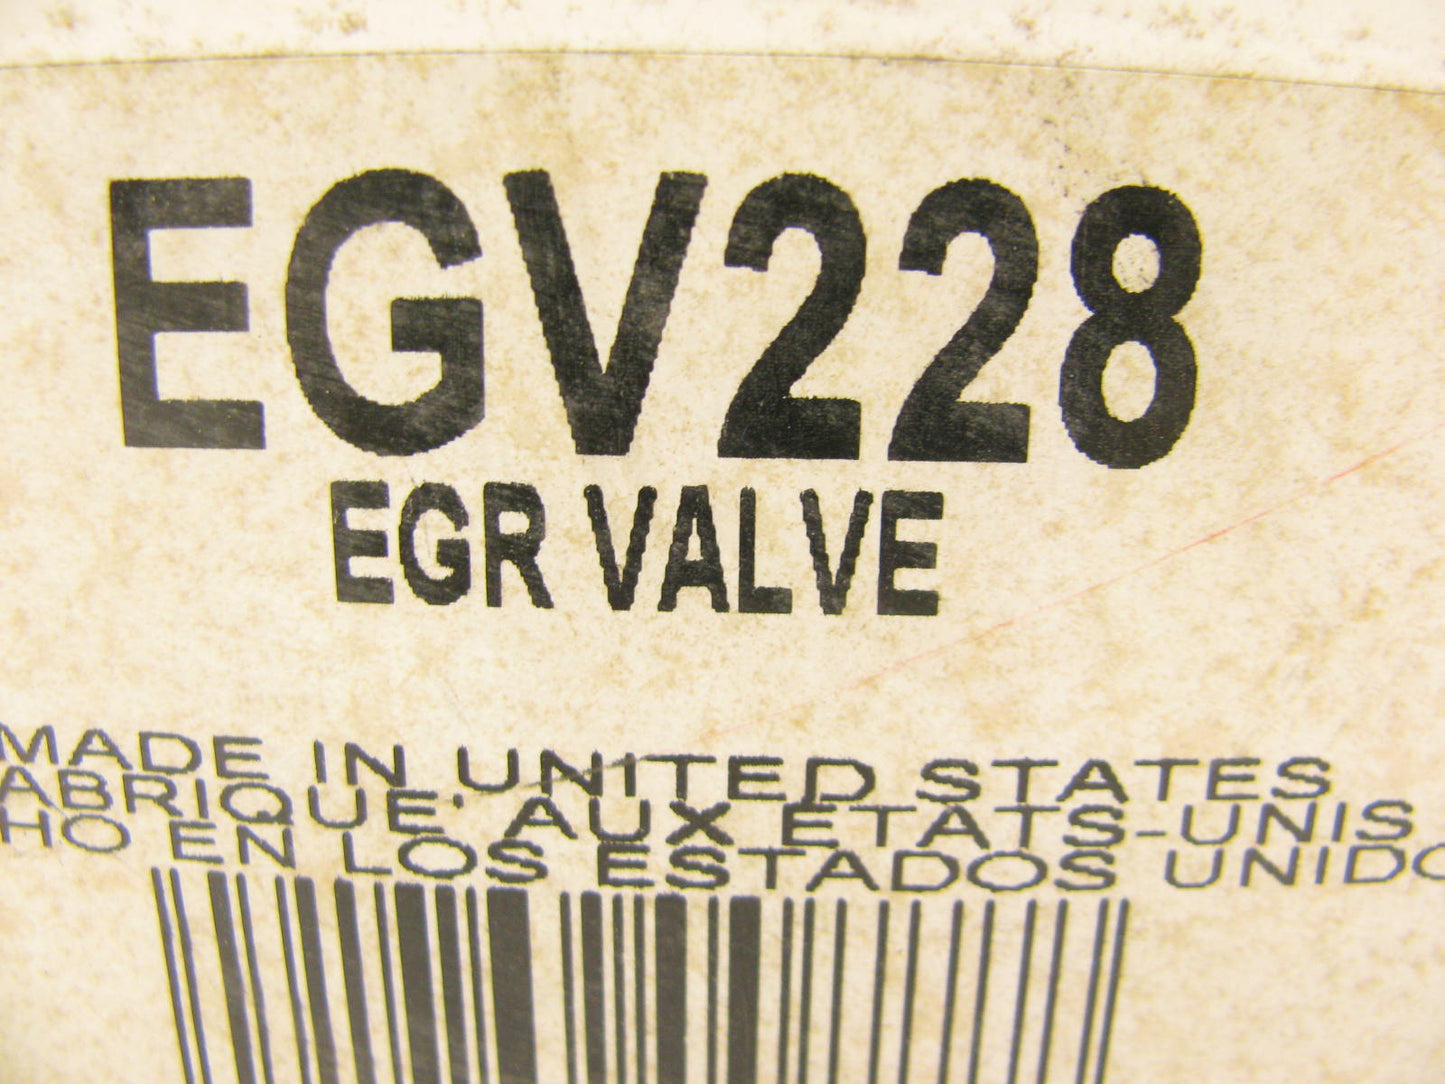 EGV228
EGR VALVE
MADE IN UNITED STATES
ABRIQUE' AUX ETATS-UNIS
HO EN LOS ESTADOS UNIDO